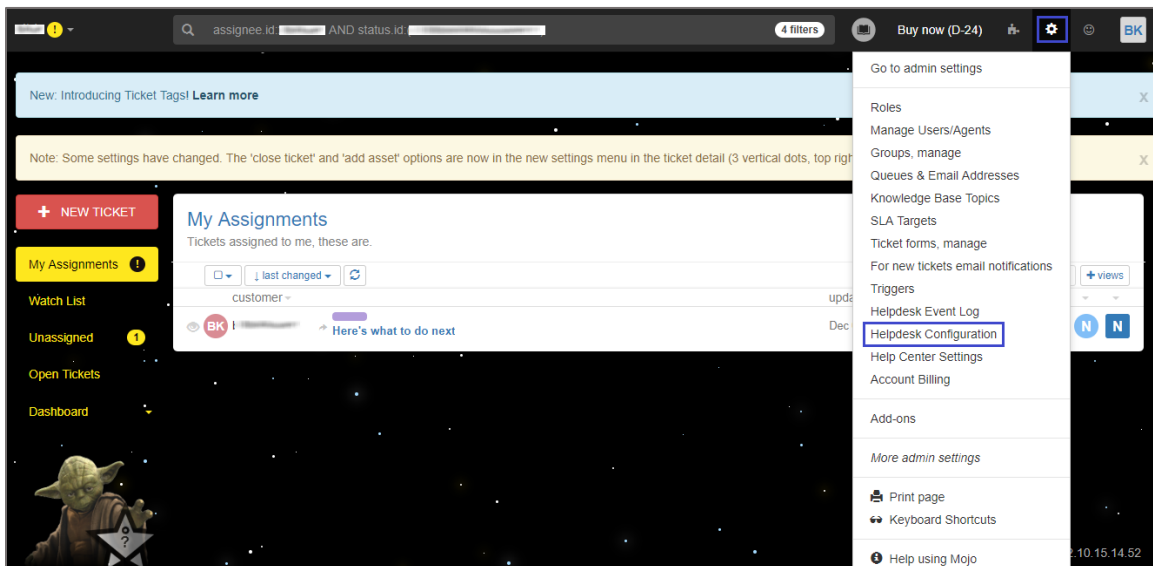 !
assignee.id: AND status.id:
4 filters
Buy now (D-24)
BK
Go to admin settings
New: Introducing Ticket Tags! Learn more
X
Roles
Manage Users/Agents
Note: Some settings have changed. The 'close ticket' and 'add asset' options are now in the new settings menu in the ticket detail (3 vertical dots, top righ
X
Groups, manage
Queues & Email Addresses
Knowledge Base Topics
SLA Targets
Ticket forms, manage
For new tickets email notifications
Triggers
Helpdesk Event Log
Helpdesk Configuration
Help Center Settings
Account Billing
Add-ons
More admin settings
Print page
Keyboard Shortcuts
Help using Mojo
+ NEW TICKET
My Assignments !
Watch List
Unassigned 1
Open Tickets
Dashboard
?
My Assignments
Tickets assigned to me, these are.
↓ last changed
+ views
customer
upda
BK
Here's what to do next
Dec
N
N
2.10.15.14.52